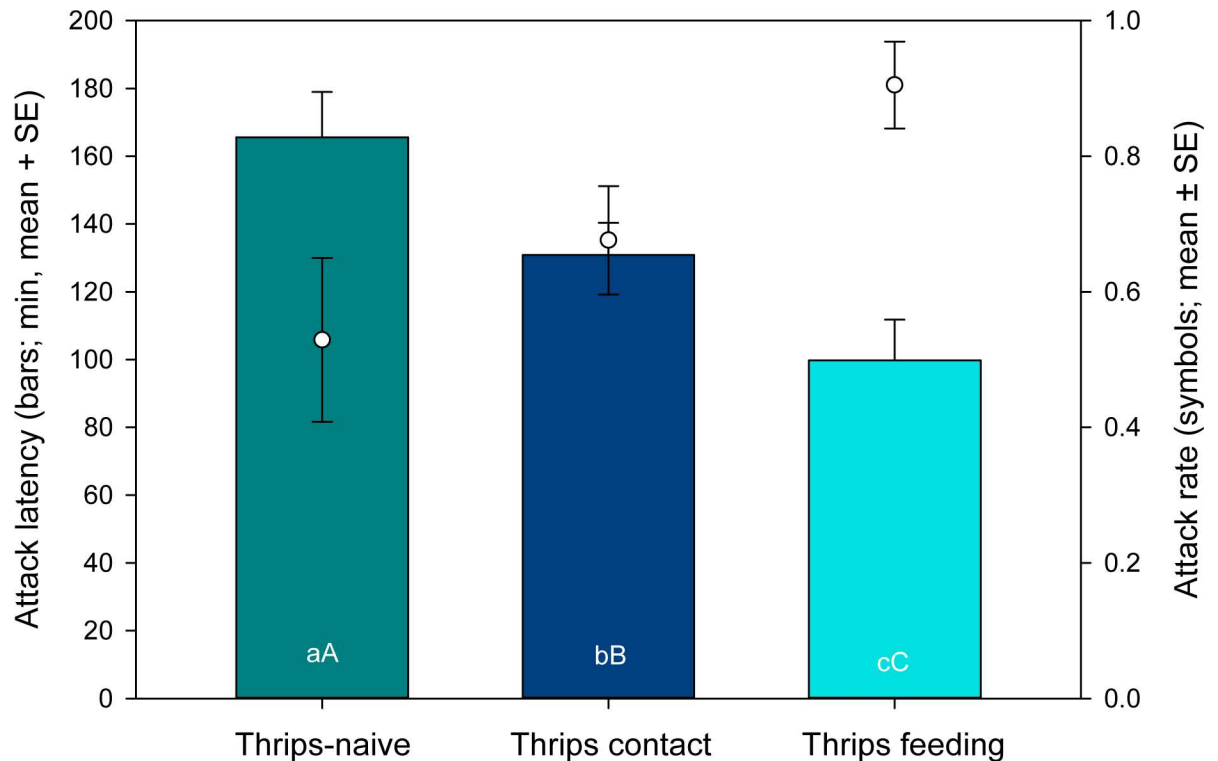 Attack latency (bars; min, mean + SE)
200
180
160
140
120
100
80
60
40
20
0
aA
bB
cC
1.0
0.8
0.6
0.4
0.2
0.0
Attack rate (symbols; mean ± SE)
Thrips-naive
Thrips contact
Thrips feeding